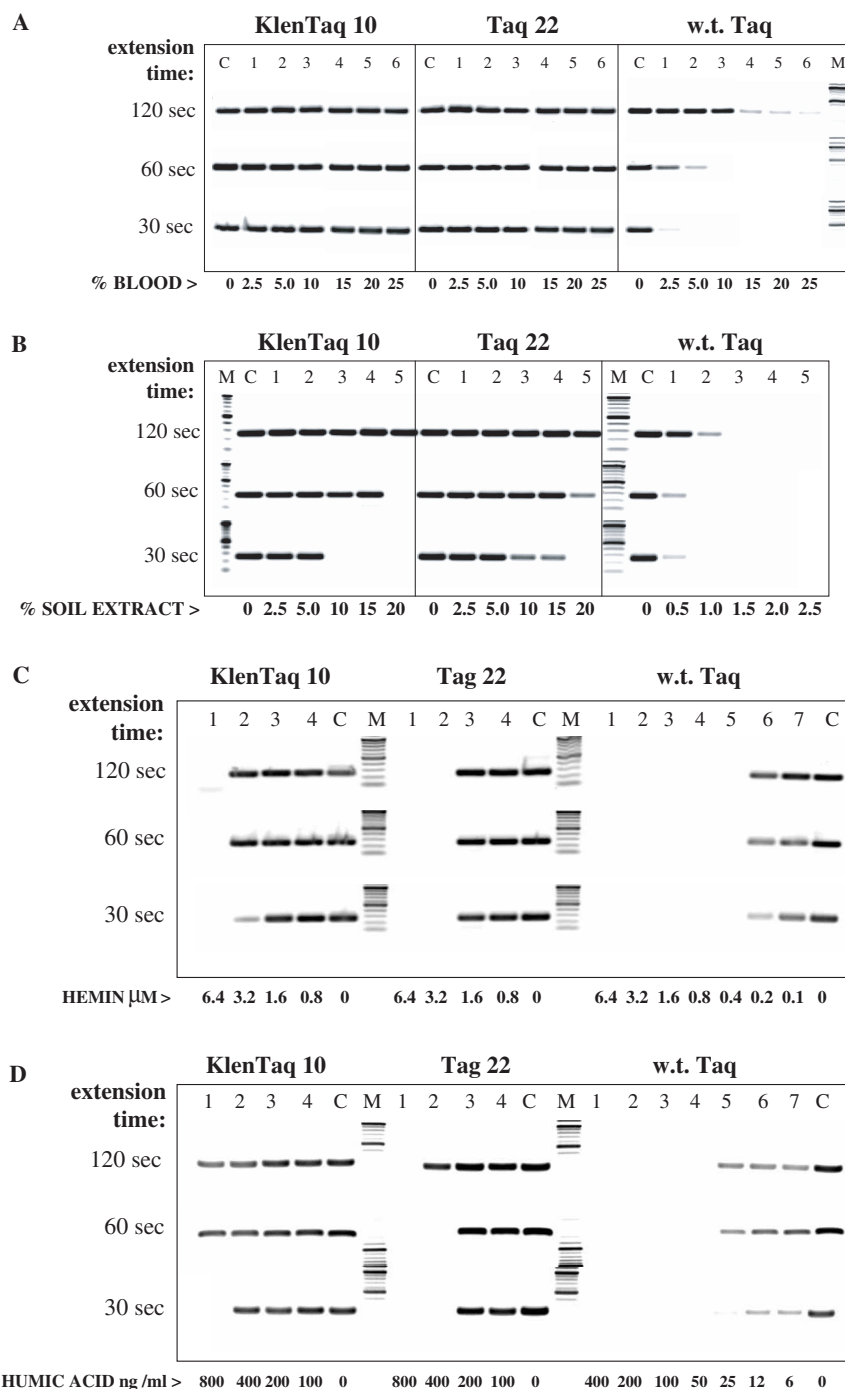 A
KlenTaq 10 Taq 22 w.t. Taq
extension time:
C 1 2 3 4 5 6 C 1 2 3 4 5 6 C 1 2 3 4 5 6 M
120 sec
60 sec
30 sec
% BLOOD > 0 2.5 5.0 10 15 20 25 0 2.5 5.0 10 15 20 25 0 2.5 5.0 10 15 20 25
B
KlenTaq 10 Taq 22 w.t. Taq
extension time:
M C 1 2 3 4 5 C 1 2 3 4 5 M C 1 2 3 4 5
120 sec
60 sec
30 sec
% SOIL EXTRACT > 0 2.5 5.0 10 15 20 0 2.5 5.0 10 15 20 0 0.5 1.0 1.5 2.0 2.5
C
KlenTaq 10 Tag 22 w.t. Taq
extension time:
1 2 3 4 C M 1 2 3 4 C M 1 2 3 4 5 6 7 C
120 sec
60 sec
30 sec
HEMIN μM > 6.4 3.2 1.6 0.8 0 6.4 3.2 1.6 0.8 0 6.4 3.2 1.6 0.8 0.4 0.2 0.1 0
D
KlenTaq 10 Tag 22 w.t. Taq
extension time:
1 2 3 4 C M 1 2 3 4 C M 1 2 3 4 5 6 7 C
120 sec
60 sec
30 sec
HUMIC ACID ng /ml > 800 400 200 100 0 800 400 200 100 0 400 200 100 50 25 12 6 0